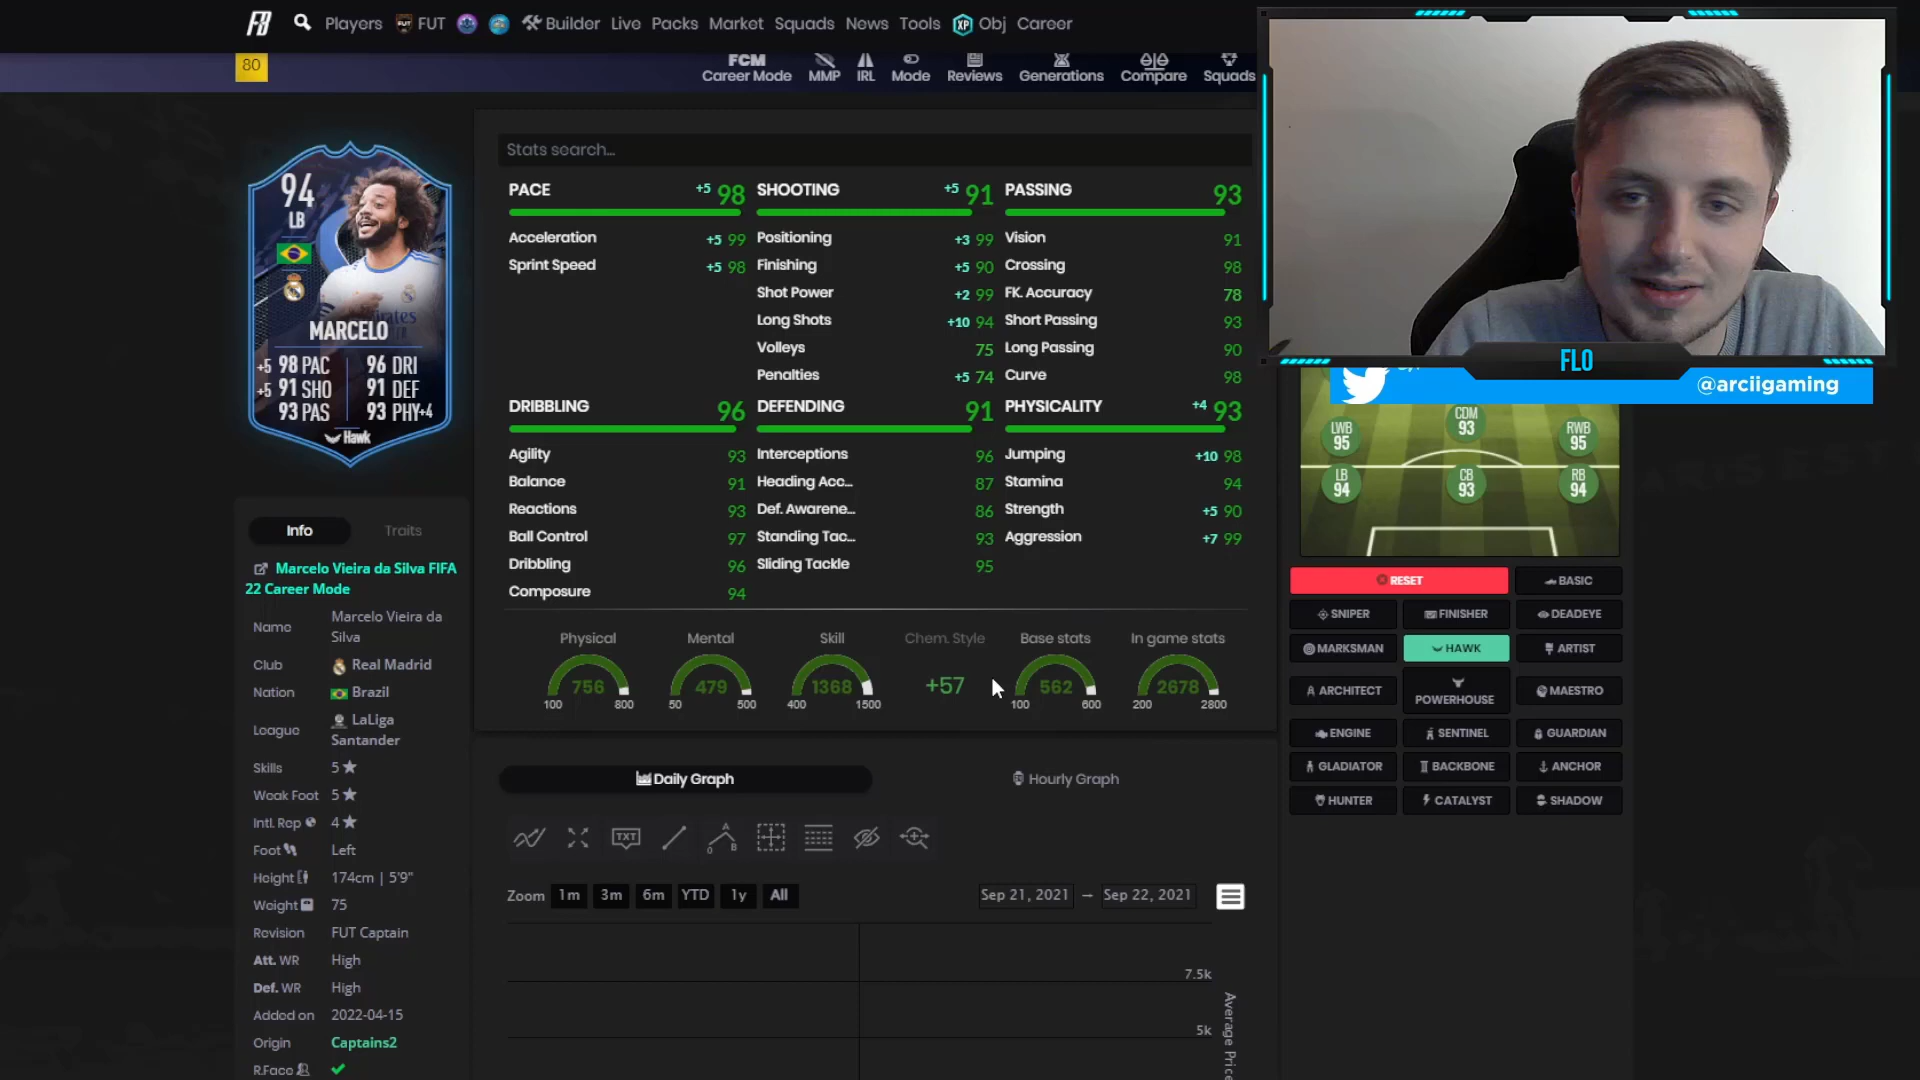 Players FUT Builder Live Packs Market Squads News Tools XP Obj Career
80 FCM Career Mode MMP IRL Mode Reviews Generations Compare Squads
94
LB
MARCELO
+5 98 PAC 96 DRI
+5 91 SHO 91 DEF
93 PAS 93 PHY+4
Hawk
Info Traits
Marcelo Vieira da Silva FIFA
22 Career Mode
Name Marcelo Vieira da
Silva
Club Real Madrid
Nation Brazil
League LaLiga
Santander
Skills 5
Weak Foot 5
Intl. Rep 4
Foot Left
Height 174cm | 5'9"
Weight 75
Revision FUT Captain
Att. WR High
Def. WR High
Added on 2022-04-15
Origin Captains2
R.Face
Stats search...
PACE +5 98
Acceleration +5 99
Sprint Speed +5 98
SHOOTING +5 91
Positioning +3 99
Finishing +5 90
Shot Power +2 99
Long Shots +10 94
Volleys 75
Penalties +5 74
PASSING 93
Vision 91
Crossing 98
FK. Accuracy 78
Short Passing 93
Long Passing 90
Curve 98
DRIBBLING 96
Agility 93
Balance 91
Reactions 93
Ball Control 97
Dribbling 96
Composure 94
DEFENDING 91
Interceptions 96
Heading Acc... 87
Def. Awarene... 86
Standing Tac... 93
Sliding Tackle 95
PHYSICALITY +4 93
Jumping +10 98
Stamina 94
Strength +5 90
Aggression +7 99
Physical Mental Skill Chem. Style Base stats In game stats
756 479 1368 +57 562 2678
100 800 50 500 400 1500 100 600 200 2800
Daily Graph Hourly Graph
TXT
Zoom 1m 3m 6m YTD 1y All Sep 21, 2021 → Sep 22, 2021
7.5k
5k
FLO
@arciigaming
LWB
95
CDM
93
RWB
95
LB
94
CB
93
RB
94
RESET BASIC
SNIPER FINISHER DEADEYE
MARKSMAN HAWK ARTIST
ARCHITECT POWERHOUSE MAESTRO
ENGINE SENTINEL GUARDIAN
GLADIATOR BACKBONE ANCHOR
HUNTER CATALYST SHADOW